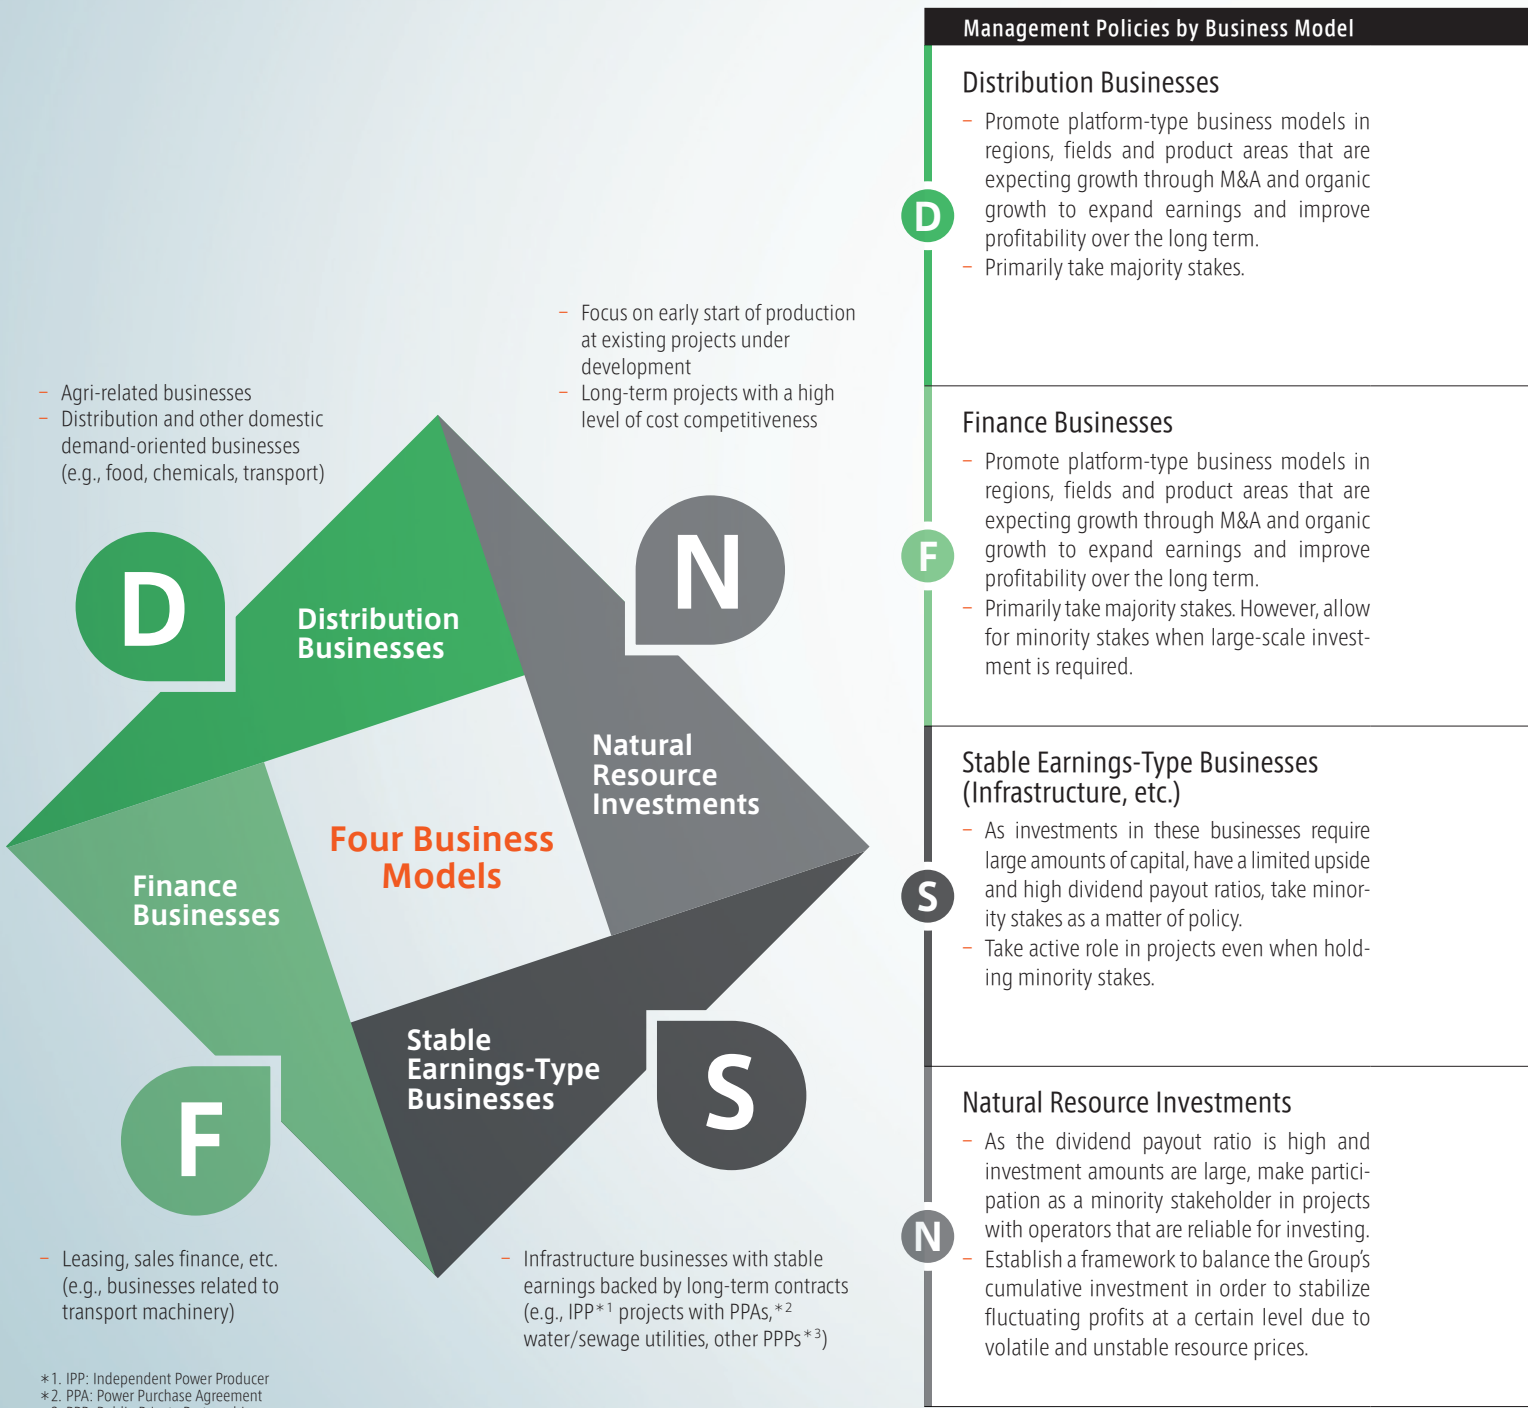 – Agri-related businesses
– Distribution and other domestic
demand-oriented businesses
(e.g., food, chemicals, transport)
– Focus on early start of production
at existing projects under
development
– Long-term projects with a high
level of cost competitiveness
D
N
Distribution
Businesses
Natural
Resource
Investments
Four Business
Models
Finance
Businesses
Stable
Earnings-Type
Businesses
F
S
– Leasing, sales finance, etc.
(e.g., businesses related to
transport machinery)
– Infrastructure businesses with stable
earnings backed by long-term contracts
(e.g., IPP*1 projects with PPAs,*2
water/sewage utilities, other PPPs*3)
*1. IPP: Independent Power Producer
*2. PPA: Power Purchase Agreement
Management Policies by Business Model
D
Distribution Businesses
– Promote platform-type business models in
regions, fields and product areas that are
expecting growth through M&A and organic
growth to expand earnings and improve
profitability over the long term.
– Primarily take majority stakes.
F
Finance Businesses
– Promote platform-type business models in
regions, fields and product areas that are
expecting growth through M&A and organic
growth to expand earnings and improve
profitability over the long term.
– Primarily take majority stakes. However, allow
for minority stakes when large-scale invest-
ment is required.
S
Stable Earnings-Type Businesses
(Infrastructure, etc.)
– As investments in these businesses require
large amounts of capital, have a limited upside
and high dividend payout ratios, take minor-
ity stakes as a matter of policy.
– Take active role in projects even when hold-
ing minority stakes.
N
Natural Resource Investments
– As the dividend payout ratio is high and
investment amounts are large, make partici-
pation as a minority stakeholder in projects
with operators that are reliable for investing.
– Establish a framework to balance the Group's
cumulative investment in order to stabilize
fluctuating profits at a certain level due to
volatile and unstable resource prices.